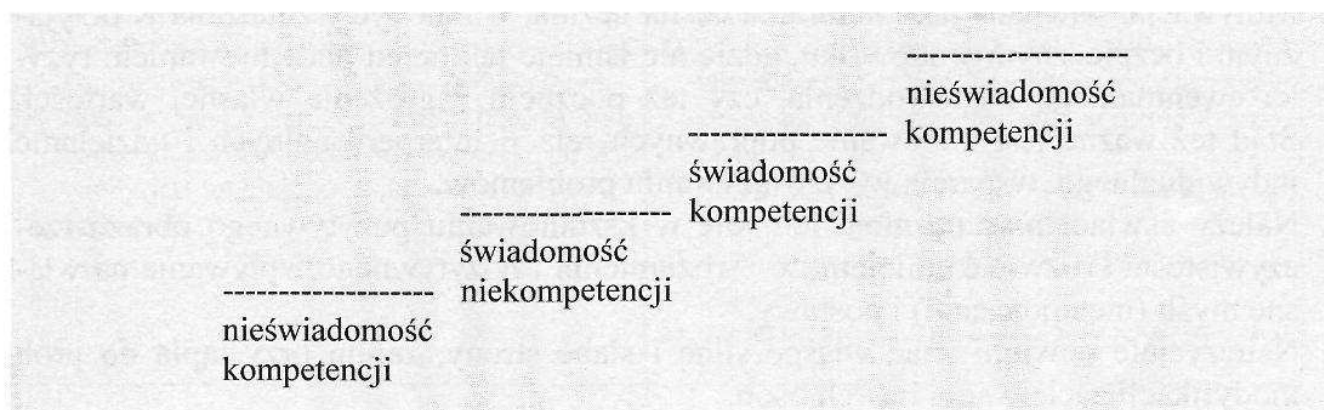 nieświadomość
kompetencji
świadomość
kompetencji
świadomość
niekompetencji
nieświadomość
kompetencji